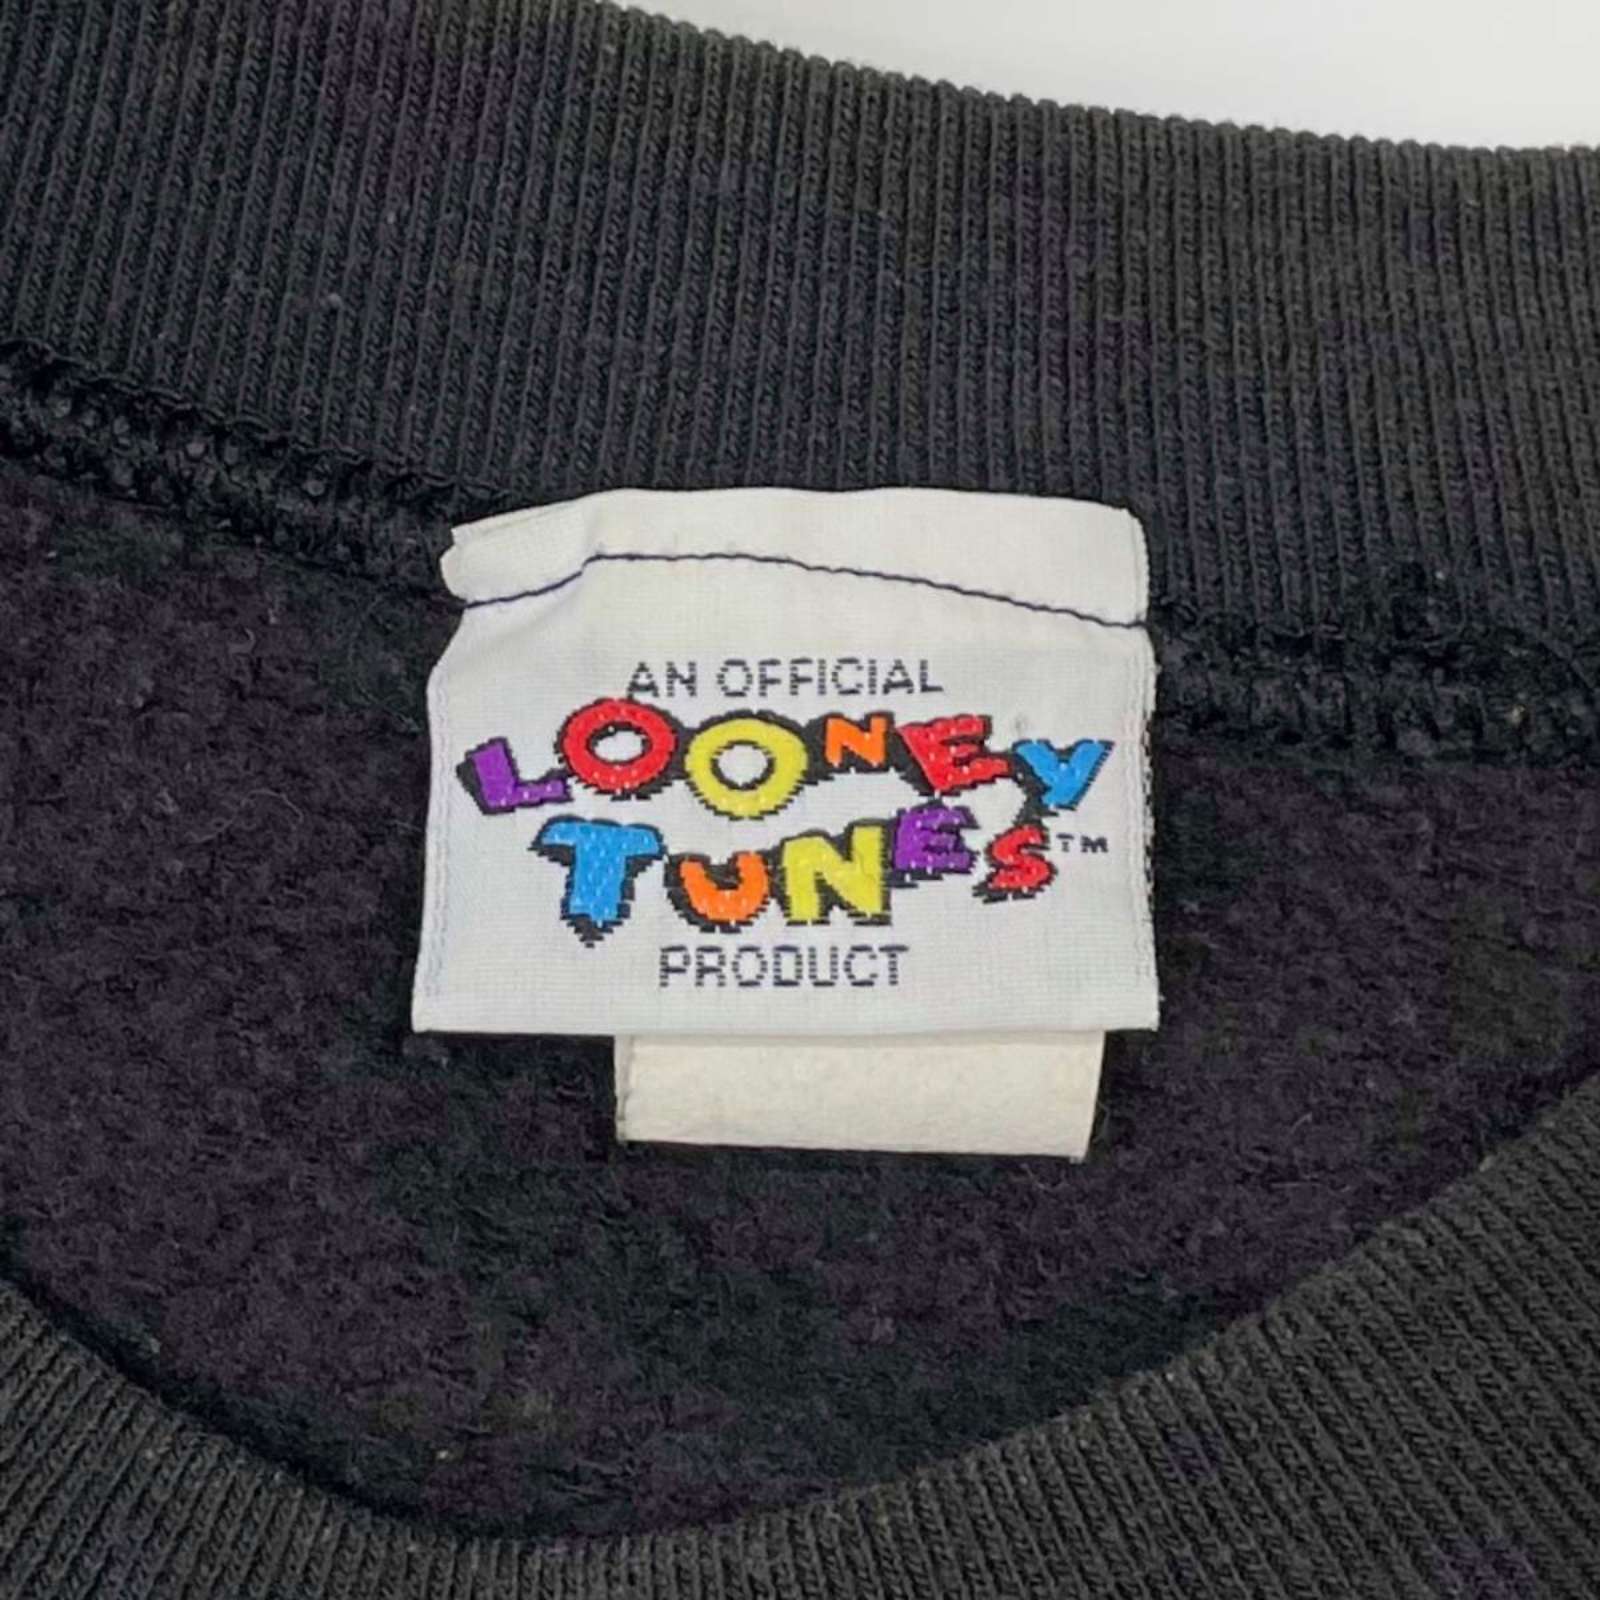 AN OFFICIAL
LOONEY
TUNES™
PRODUCT